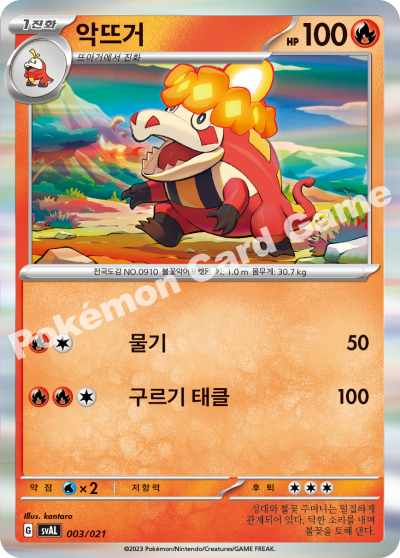 1진화 악뜨거 HP 100
뜨아거에서 진화
전국도감 NO.0910 불꽃악어포켓몬 키: 1.0 m 몸무게: 30.7 kg
Pokémon Card Game
물기 50
구르기 태클 100
약점 ×2 저항력 후퇴
Illus. kantaro
G svAL 003/021
성대와 불꽃 주머니는 밀접하게
관계되어 있다. 탁한 소리를 내며
불꽃을 토해 낸다.
©2023 Pokémon/Nintendo/Creatures/GAME FREAK.